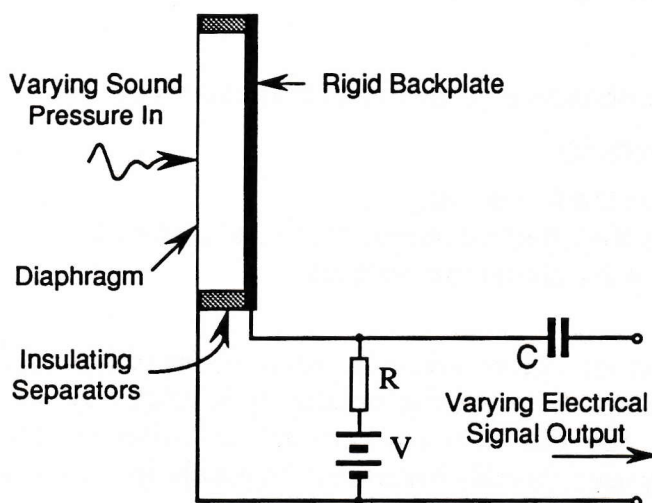 Varying Sound
Pressure In
Rigid Backplate
Diaphragm
Insulating
Separators
R
V
C
Varying Electrical
Signal Output